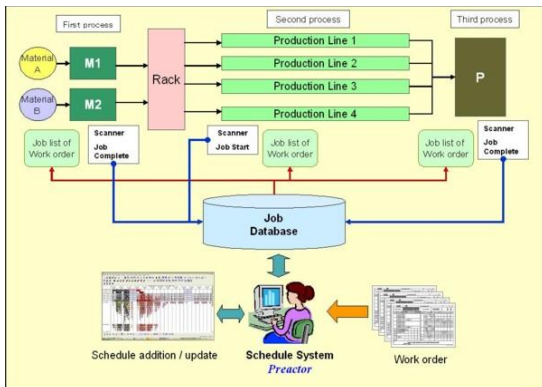 First process
Second process
Third process
Material
A
M1
Material
B
M2
Rack
Production Line 1
Production Line 2
Production Line 3
Production Line 4
P
Job list of
Work order
Scanner
Job
Complete
Scanner
Job Start
Job list of
Work order
Job list of
Work order
Scanner
Job
Complete
Job
Database
Schedule addition / update
Schedule System
Preactor
Work order